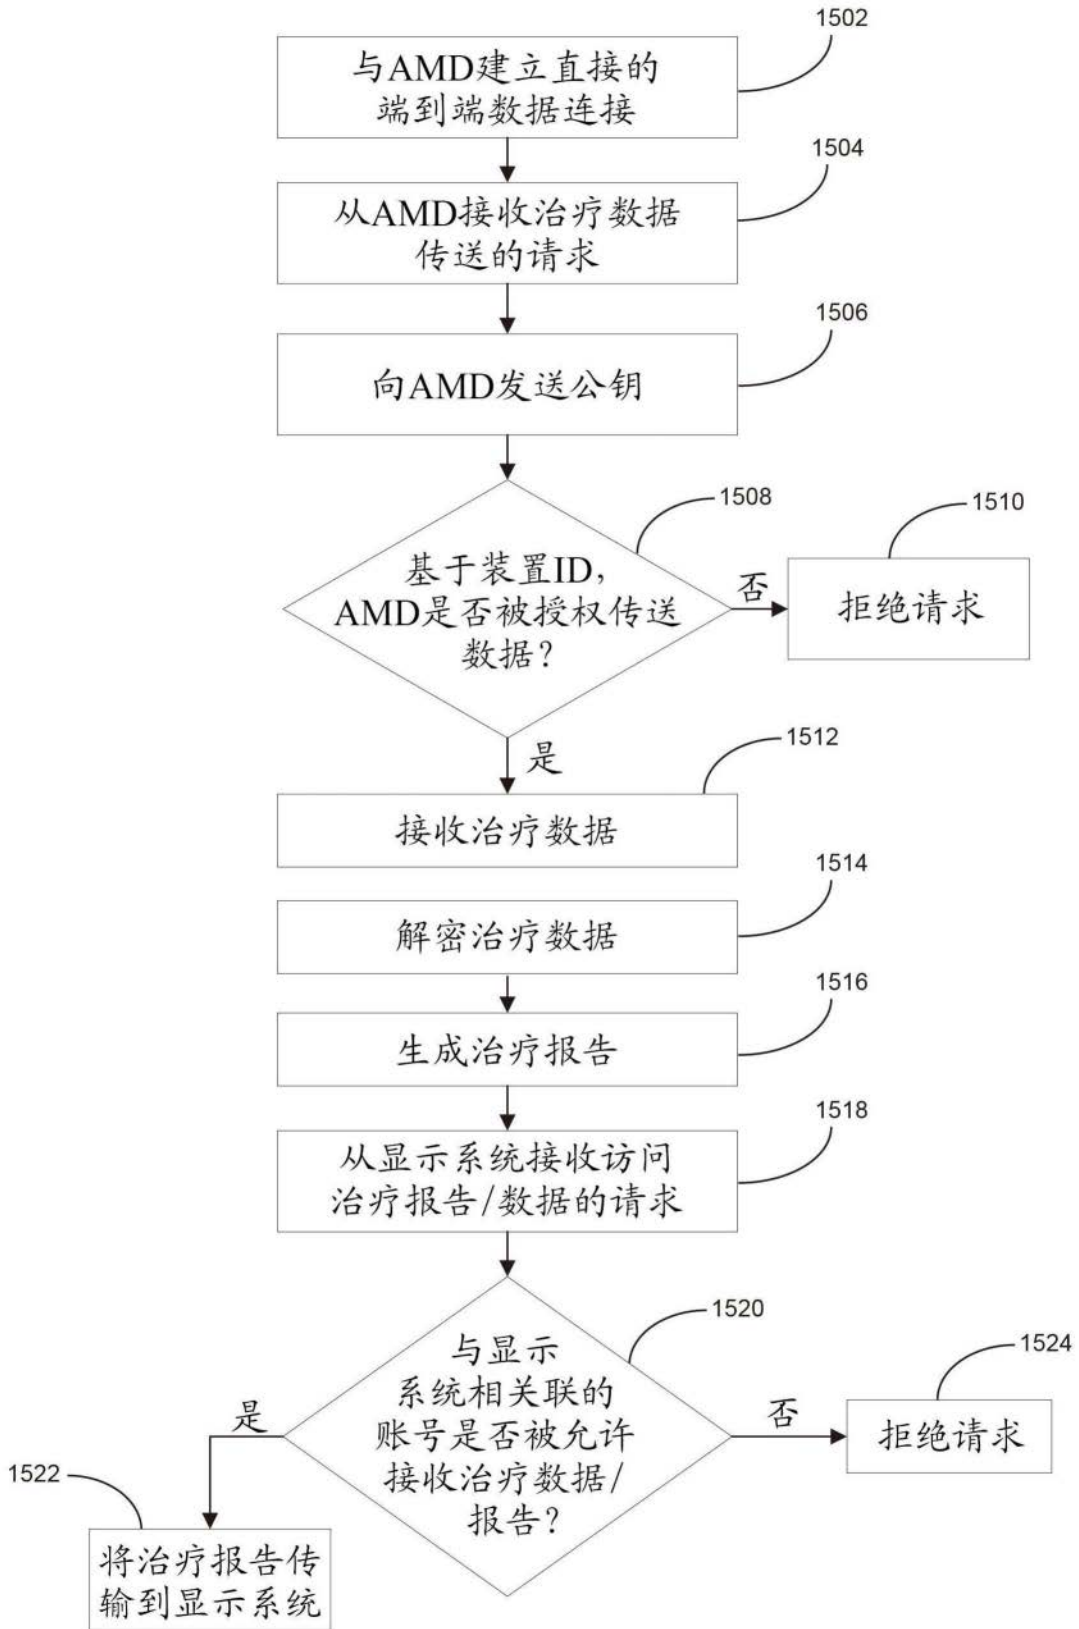 1502
与AMD建立直接的
端到端数据连接
1504
从AMD接收治疗数据
传送的请求
1506
向AMD发送公钥
1508
基于装置ID,
AMD是否被授权传送
数据?
否
1510
拒绝请求
是
1512
接收治疗数据
1514
解密治疗数据
1516
生成治疗报告
1518
从显示系统接收访问
治疗报告/数据的请求
1520
与显示
系统相关联的
账号是否被允许
接收治疗数据/
报告?
否
1524
拒绝请求
是
1522
将治疗报告传
输到显示系统